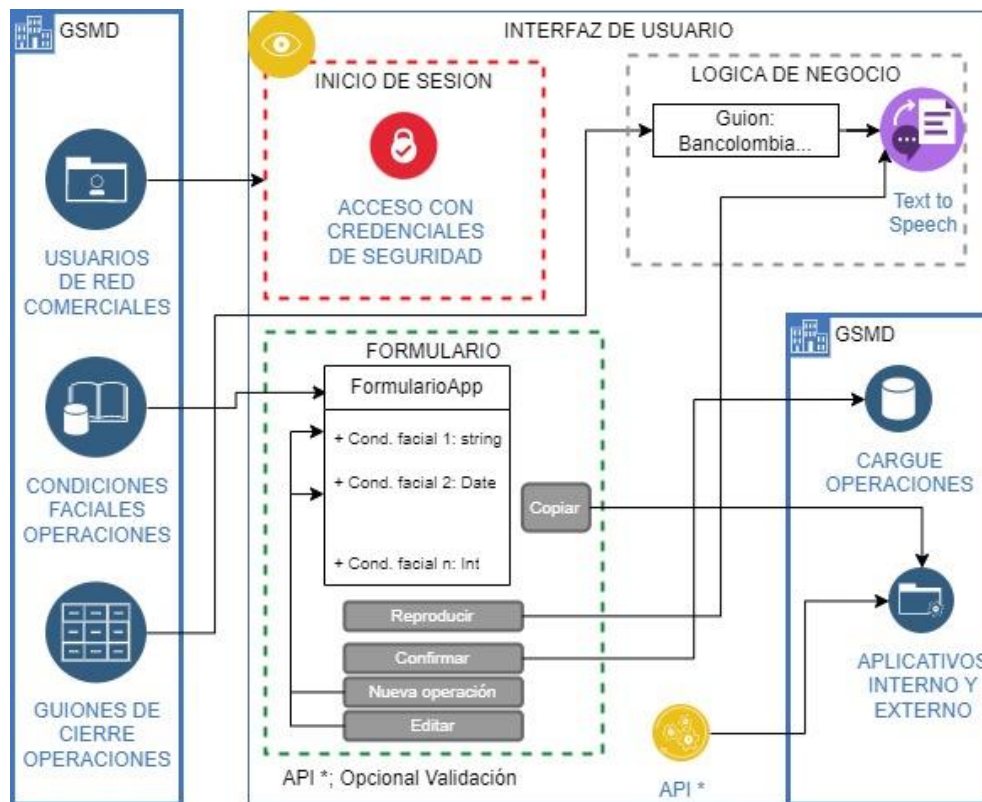 GSMD
USUARIOS
DE RED
COMERCIALES
CONDICIONES
FACIALES
OPERACIONES
GUIONES DE
CIERRE
OPERACIONES
INTERFAZ DE USUARIO
INICIO DE SESION
ACCESO CON
CREDENCIALES
DE SEGURIDAD
LOGICA DE NEGOCIO
Guion:
Bancolombia...
Text to
Speech
FORMULARIO
FormularioApp
+ Cond. facial 1: string
+ Cond. facial 2: Date
+ Cond. facial n: Int
Copiar
Reproducir
Confirmar
Nueva operación
Editar
API *; Opcional Validación
API *
GSMD
CARGUE
OPERACIONES
APLICATIVOS
INTERNO Y
EXTERNO